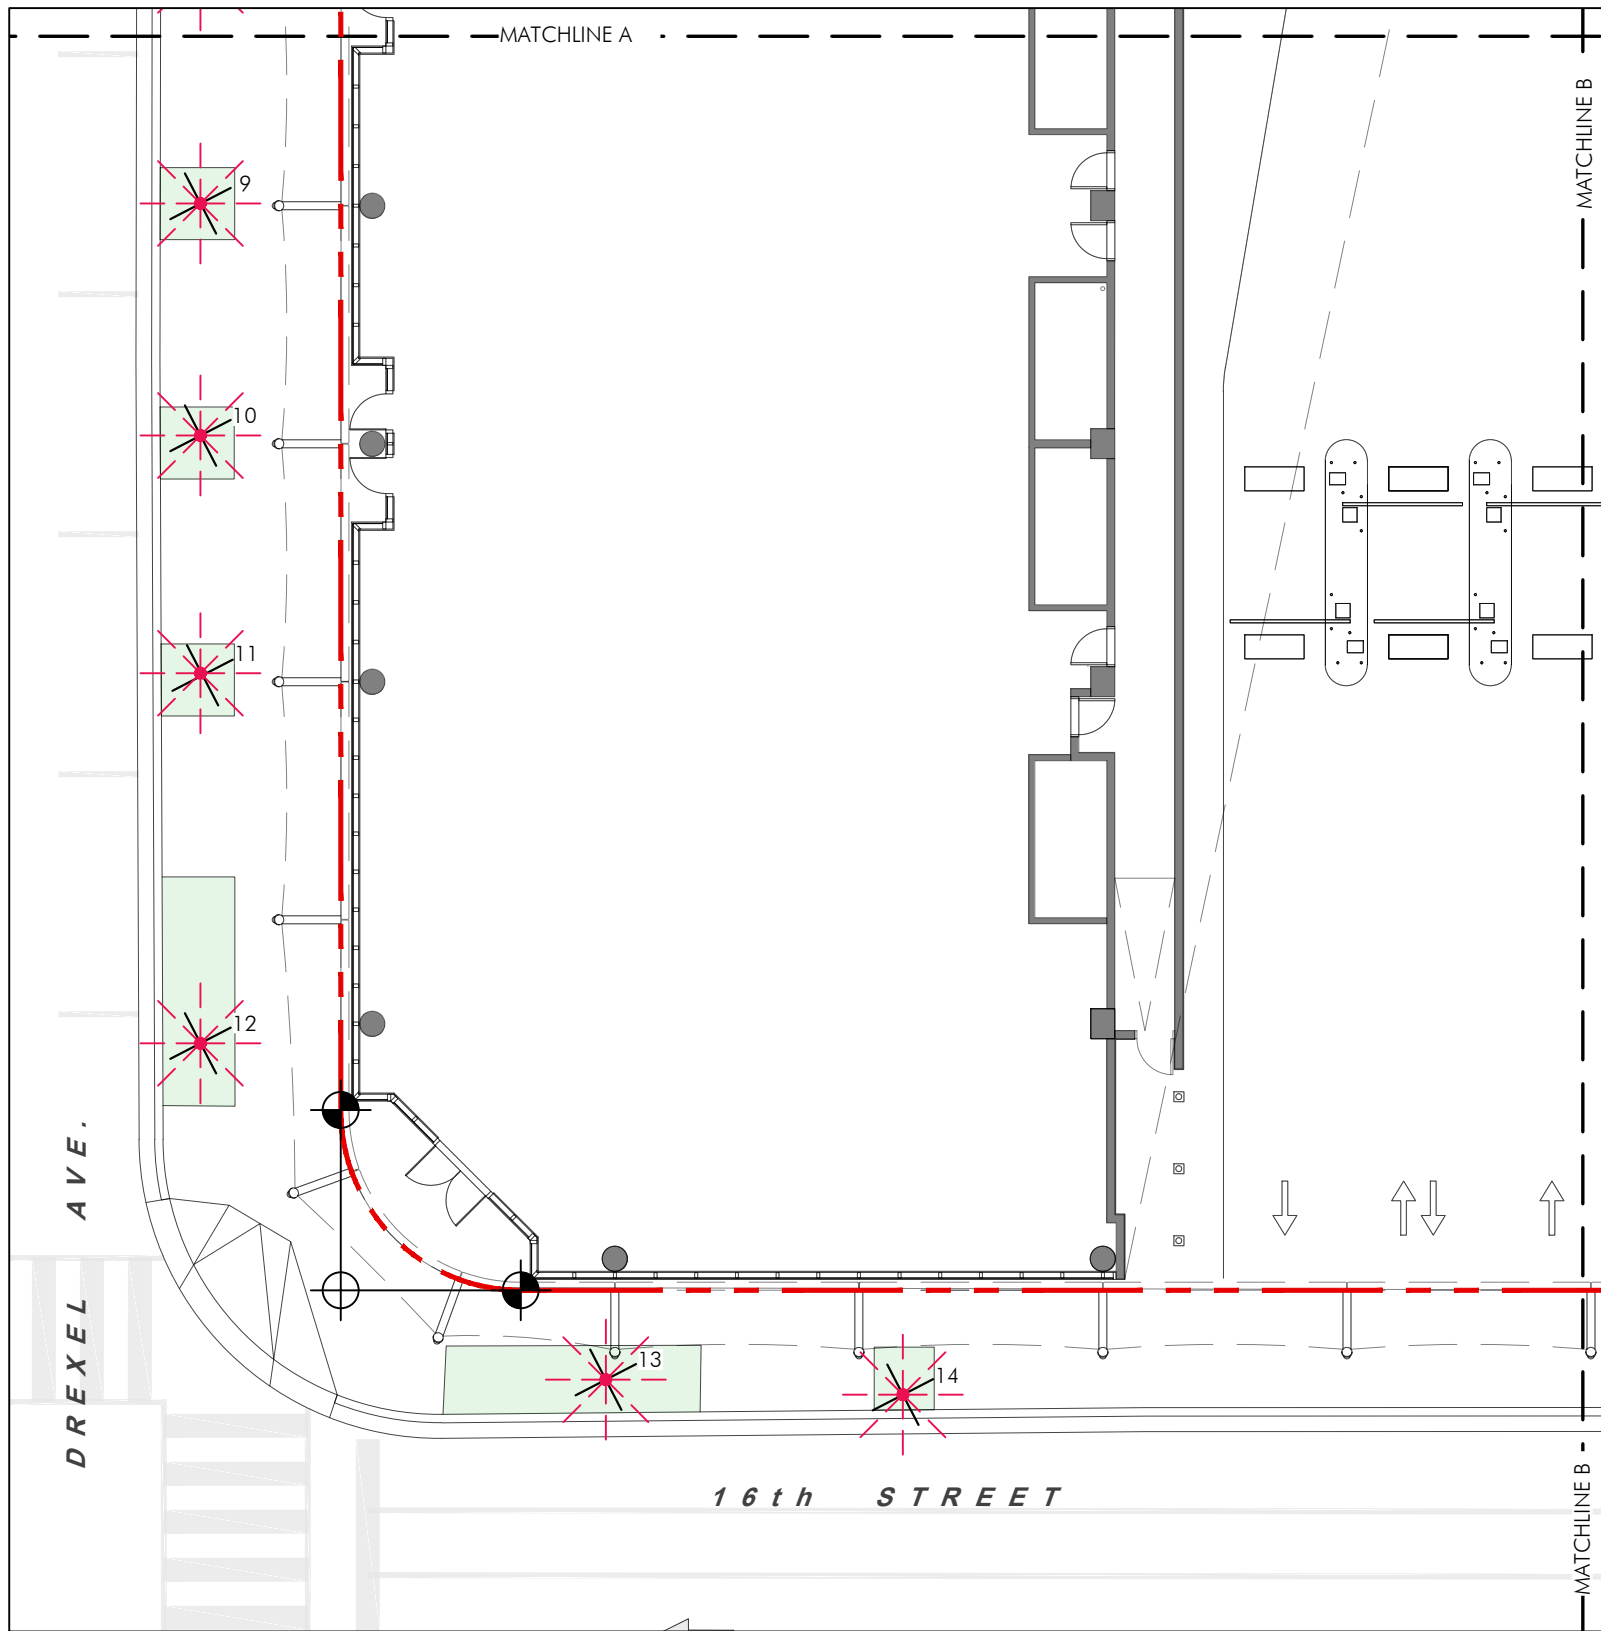 MATCHLINE A
MATCHLINE B
9
10
11
12
DREXEL AVE.
13
14
16th STREET
MATCHLINE B